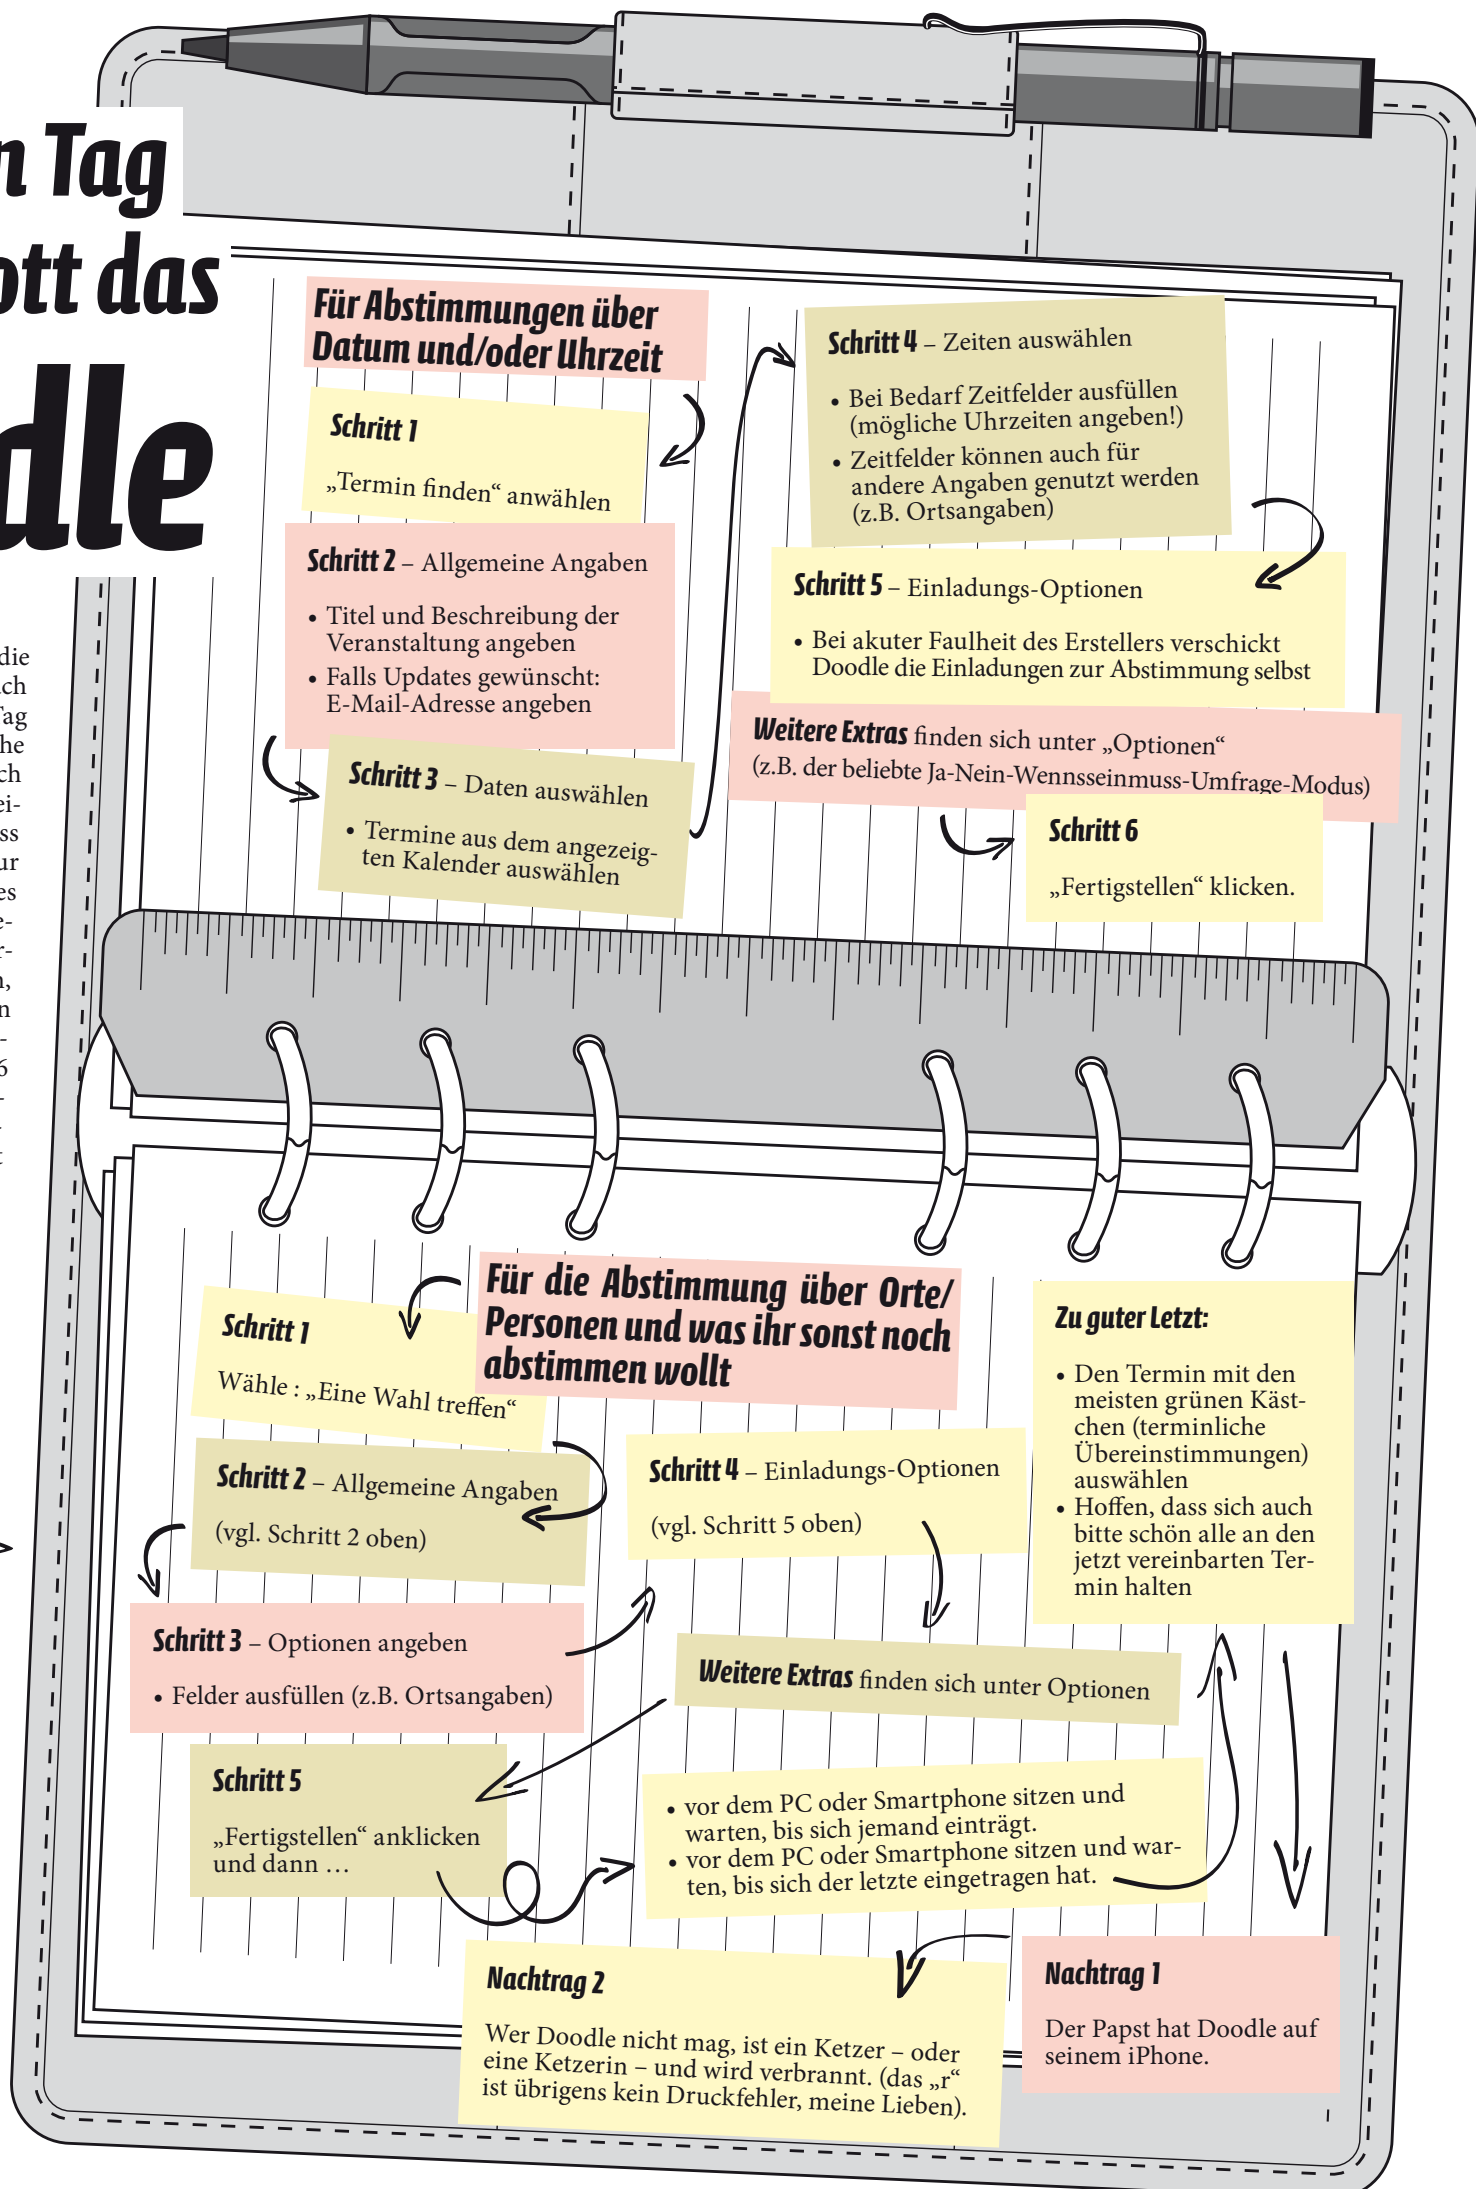 n Tag
ott das
dle
die
ch
Tag
he
ch
ei-
ss
ur
es
e-
r-
n,
n
-
6
-
-
t
Für Abstimmungen über
Datum und/oder Uhrzeit
Schritt 1
„Termin finden“ anwählen
Schritt 2 – Allgemeine Angaben
• Titel und Beschreibung der
Veranstaltung angeben
• Falls Updates gewünscht:
E-Mail-Adresse angeben
Schritt 3 – Daten auswählen
• Termine aus dem angezeig-
ten Kalender auswählen
Schritt 4 – Zeiten auswählen
• Bei Bedarf Zeitfelder ausfüllen
(mögliche Uhrzeiten angeben!)
• Zeitfelder können auch für
andere Angaben genutzt werden
(z.B. Ortsangaben)
Schritt 5 – Einladungs-Optionen
• Bei akuter Faulheit des Erstellers verschickt
Doodle die Einladungen zur Abstimmung selbst
Weitere Extras finden sich unter „Optionen“
(z.B. der beliebte Ja-Nein-Wennsseinmuss-Umfrage-Modus)
Schritt 6
„Fertigstellen“ klicken.
Für die Abstimmung über Orte/
Personen und was ihr sonst noch
abstimmen wollt
Schritt 1
Wähle : „Eine Wahl treffen“
Schritt 2 – Allgemeine Angaben
(vgl. Schritt 2 oben)
Schritt 3 – Optionen angeben
• Felder ausfüllen (z.B. Ortsangaben)
Schritt 4 – Einladungs-Optionen
(vgl. Schritt 5 oben)
Weitere Extras finden sich unter Optionen
Schritt 5
„Fertigstellen“ anklicken
und dann …
• vor dem PC oder Smartphone sitzen und
warten, bis sich jemand einträgt.
• vor dem PC oder Smartphone sitzen und war-
ten, bis sich der letzte eingetragen hat.
Zu guter Letzt:
• Den Termin mit den
meisten grünen Käst-
chen (terminliche
Übereinstimmungen)
auswählen
• Hoffen, dass sich auch
bitte schön alle an den
jetzt vereinbarten Ter-
min halten
Nachtrag 1
Der Papst hat Doodle auf
seinem iPhone.
Nachtrag 2
Wer Doodle nicht mag, ist ein Ketzer – oder
eine Ketzerin – und wird verbrannt. (das „r“
ist übrigens kein Druckfehler, meine Lieben).